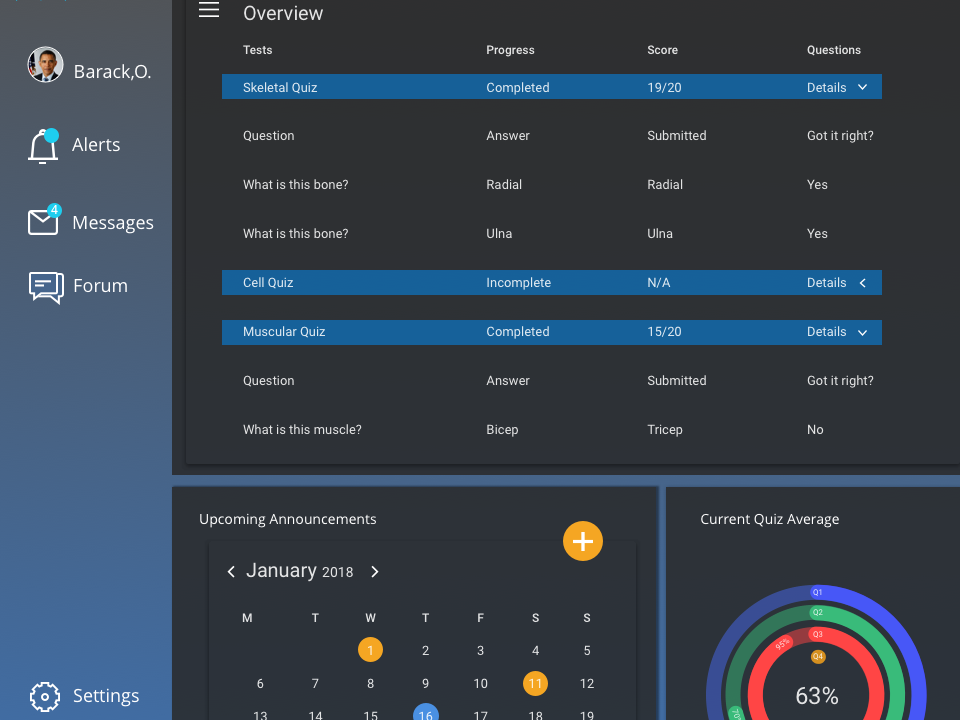 Barack,O.
Alerts
4
Messages
Forum
Settings
Overview
Tests Progress Score Questions
Skeletal Quiz Completed 19/20 Details
Question Answer Submitted Got it right?
What is this bone? Radial Radial Yes
What is this bone? Ulna Ulna Yes
Cell Quiz Incomplete N/A Details
Muscular Quiz Completed 15/20 Details
Question Answer Submitted Got it right?
What is this muscle? Bicep Tricep No
Upcoming Announcements
January 2018
M T W T F S S
1 2 3 4 5
6 7 8 9 10 11 12
13 14 15 16 17 18 19
Current Quiz Average
Q1
Q2
Q3
95%
Q4
63%